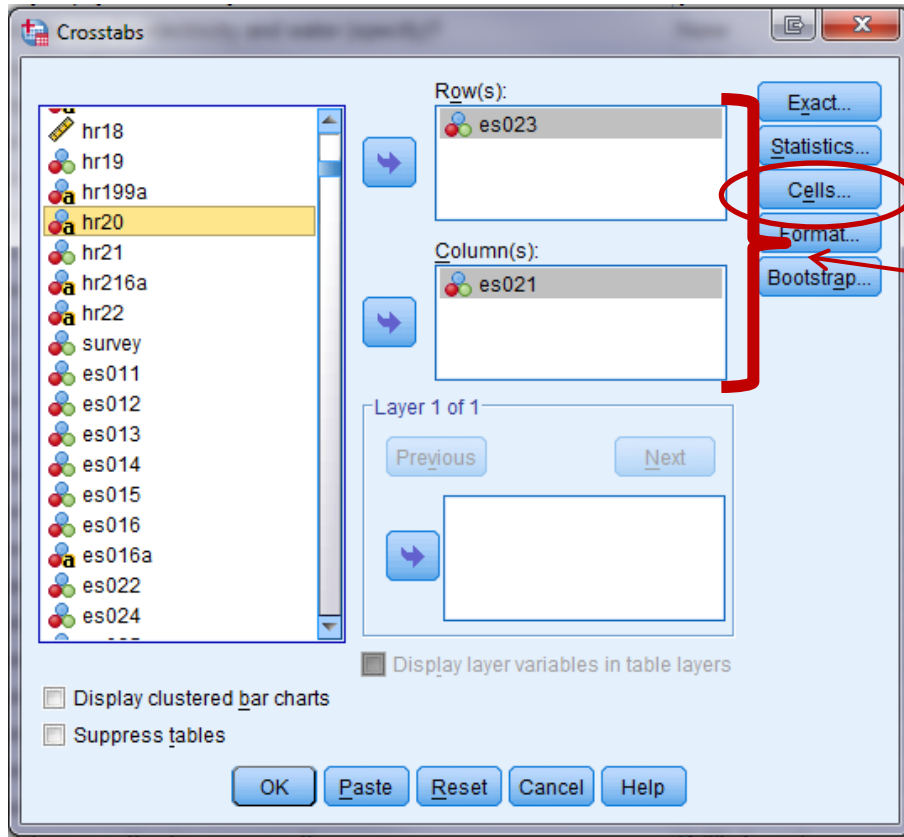 Crosstabs
hr18
hr19
hr199a
hr20
hr21
hr216a
hr22
survey
es011
es012
es013
es014
es015
es016
es016a
es022
es024
Row(s):
es023
Column(s):
es021
Layer 1 of 1
Previous
Next
Display layer variables in table layers
Exact...
Statistics...
Cells...
Format...
Bootstrap...
Display clustered bar charts
Suppress tables
OK
Paste
Reset
Cancel
Help